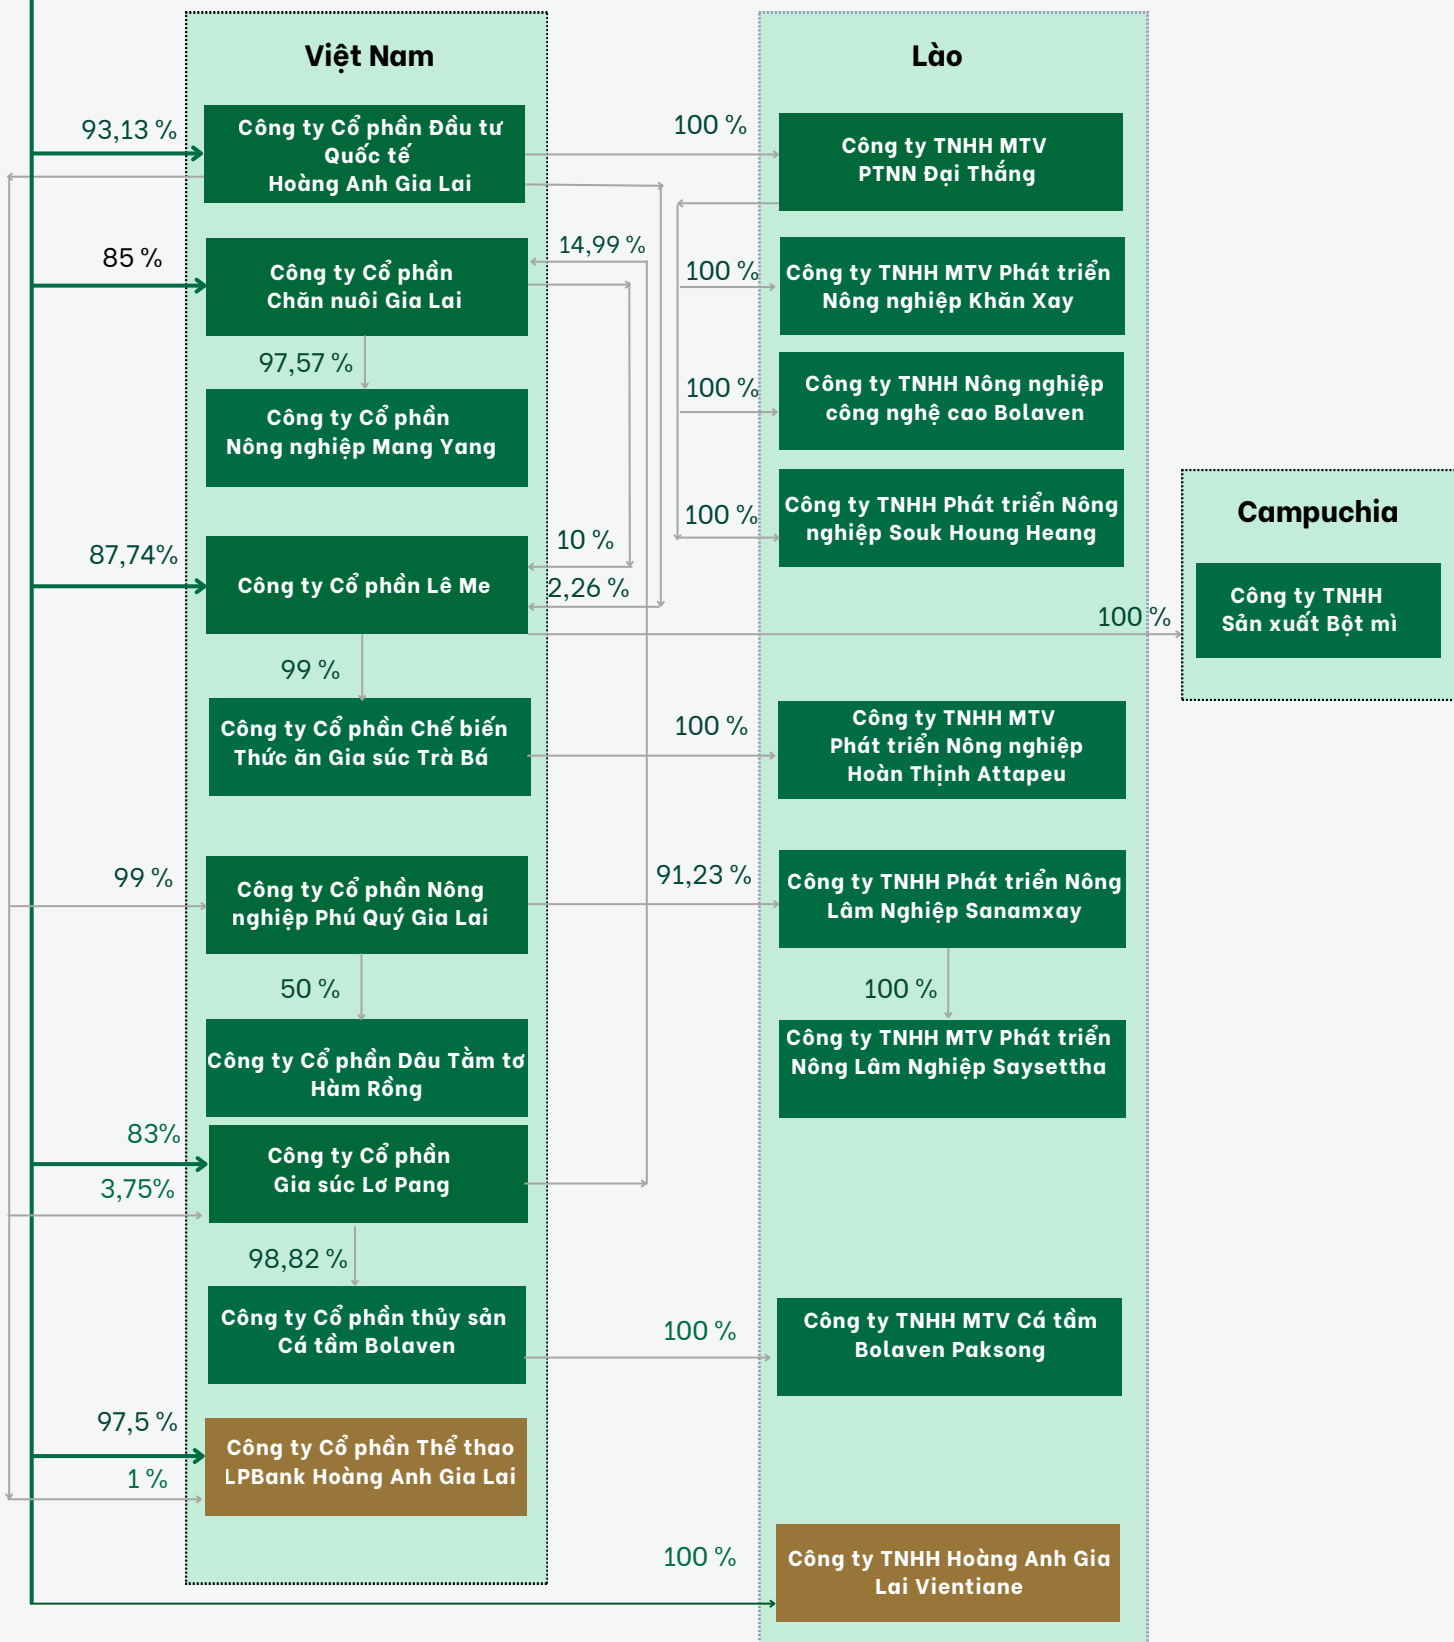 Việt Nam
93,13 %
Công ty Cổ phần Đầu tư
Quốc tế
Hoàng Anh Gia Lai
85 %
Công ty Cổ phần
Chăn nuôi Gia Lai
97,57 %
Công ty Cổ phần
Nông nghiệp Mang Yang
87,74%
Công ty Cổ phần Lê Me
99 %
Công ty Cổ phần Chế biến
Thức ăn Gia súc Trà Bá
99 %
Công ty Cổ phần Nông
nghiệp Phú Quý Gia Lai
50 %
Công ty Cổ phần Dâu Tằm tơ
Hàm Rồng
83%
3,75%
Công ty Cổ phần
Gia súc Lơ Pang
98,82 %
Công ty Cổ phần thủy sản
Cá tầm Bolaven
97,5 %
1 %
Công ty Cổ phần Thể thao
LPBank Hoàng Anh Gia Lai
14,99 %
10 %
2,26 %
Lào
100 %
Công ty TNHH MTV
PTNN Đại Thắng
100 %
Công ty TNHH MTV Phát triển
Nông nghiệp Khăn Xay
100 %
Công ty TNHH Nông nghiệp
công nghệ cao Bolaven
100 %
Công ty TNHH Phát triển Nông
nghiệp Souk Houng Heang
100 %
Công ty TNHH MTV
Phát triển Nông nghiệp
Hoàn Thịnh Attapeu
91,23 %
Công ty TNHH Phát triển Nông
Lâm Nghiệp Sanamxay
100 %
Công ty TNHH MTV Phát triển
Nông Lâm Nghiệp Saysettha
100 %
Công ty TNHH MTV Cá tầm
Bolaven Paksong
100 %
Công ty TNHH Hoàng Anh Gia
Lai Vientiane
Campuchia
100 %
Công ty TNHH
Sản xuất Bột mì